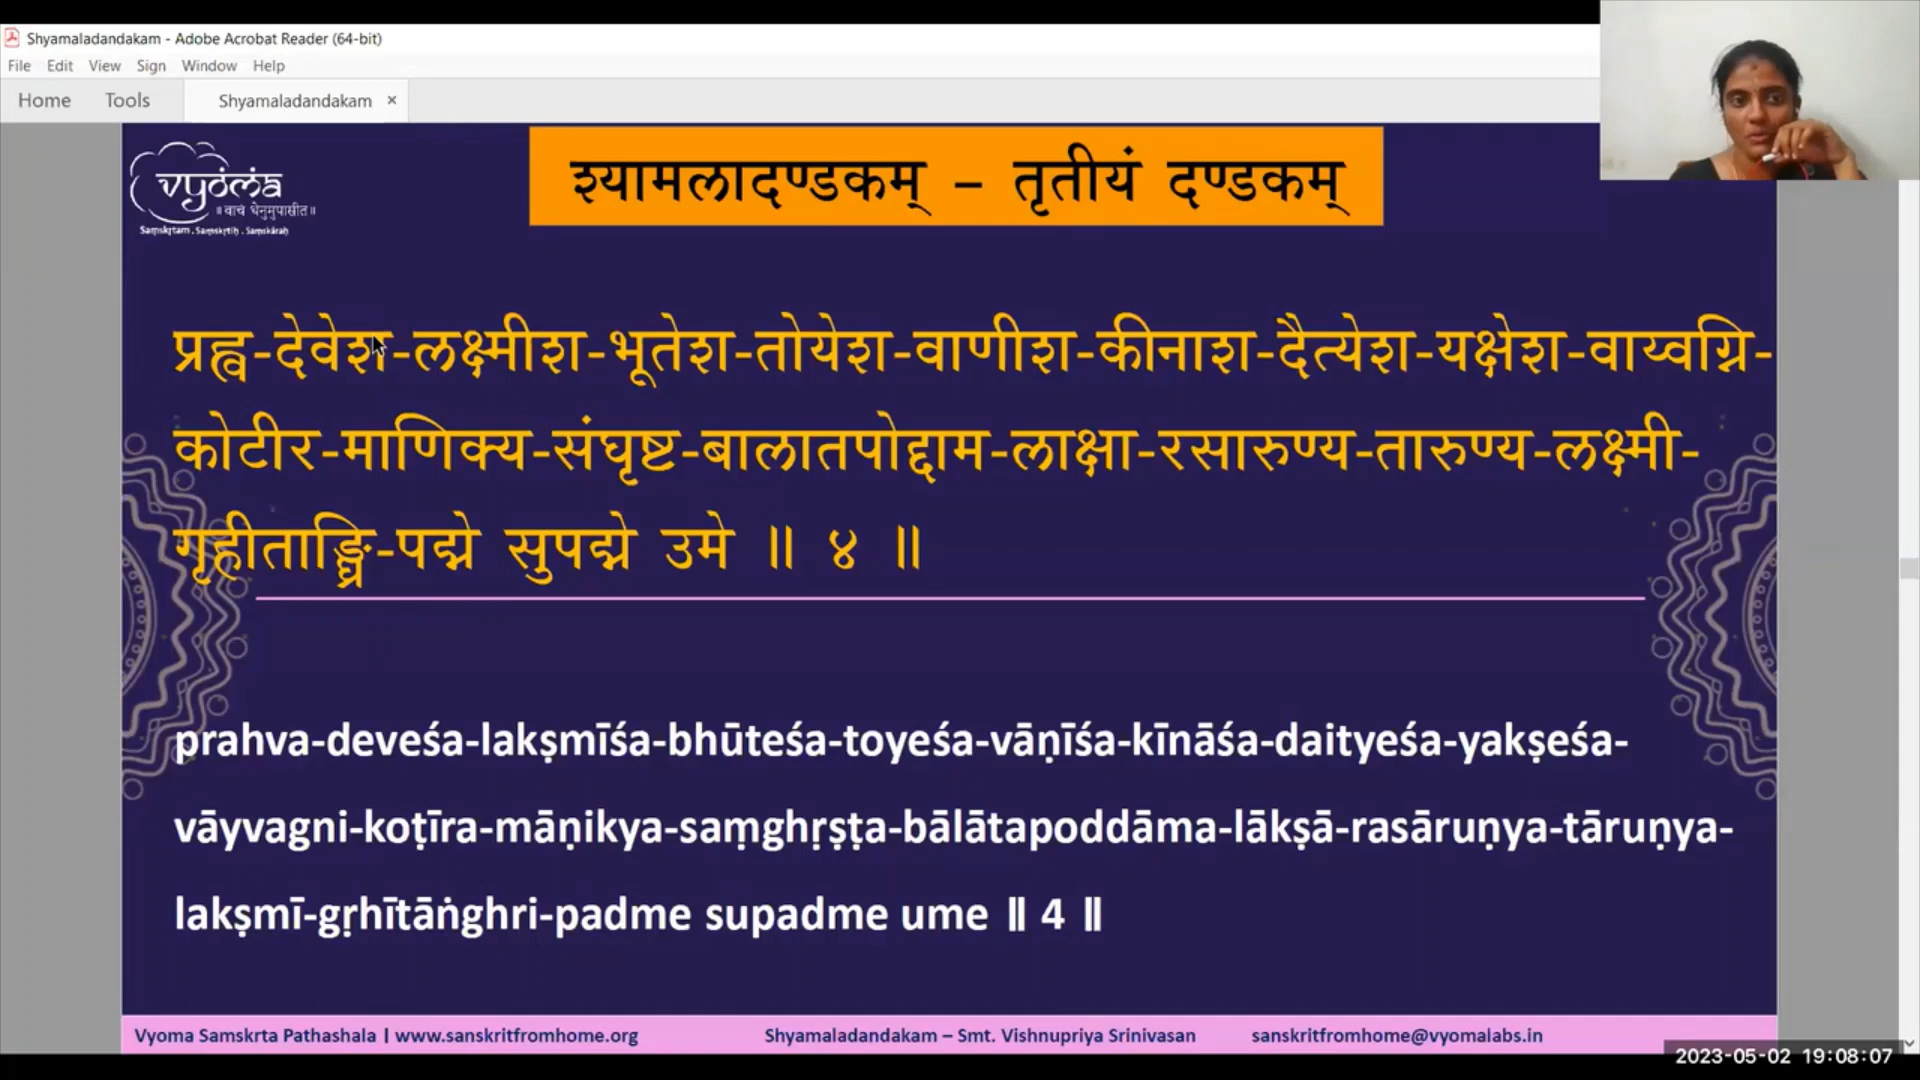 Shyamaladandakam - Adobe Acrobat Reader (64-bit)
File Edit View Sign Window Help
Home Tools Shyamaladandakam ×
vyoma
॥ वाचं धेनुमुपासीत॥
Saṃskṛtam . Saṃskṛtiḥ . Saṃskāraḥ
श्यामलादण्डकम् – तृतीयं दण्डकम्
प्रह्व-देवेश-लक्ष्मीश-भूतेश-तोयेश-वाणीश-कीनाश-दैत्येश-यक्षेश-वाय्वग्नि-
कोटीर-माणिक्य-संघृष्ट-बालातपोद्दाम-लाक्षा-रसारुण्य-तारुण्य-लक्ष्मी-
गृहीताङ्घ्रि-पद्मे सुपद्मे उमे ॥ ४ ॥
prahva-deveśa-lakṣmīśa-bhūteśa-toyeśa-vāṇīśa-kīnāśa-daityeśa-yakṣeśa-
vāyvagni-koṭīra-māṇikya-saṃghṛṣṭa-bālātapoddāma-lākṣā-rasāruṇya-tāruṇya-
lakṣmī-gṛhītāṅghri-padme supadme ume ॥ 4 ॥
Vyoma Samskrta Pathashala | www.sanskritfromhome.org Shyamaladandakam – Smt. Vishnupriya Srinivasan sanskritfromhome@vyomalabs.in
2023-05-02 19:08:07